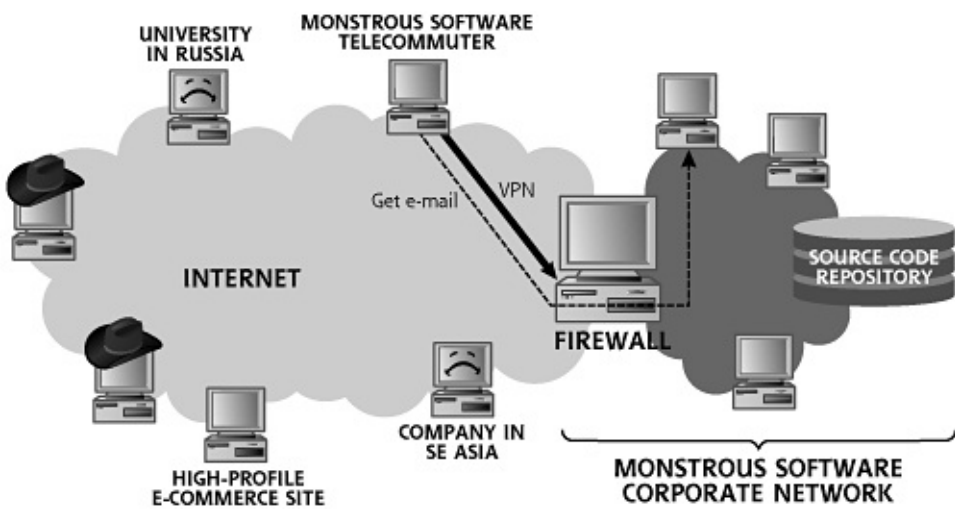 UNIVERSITY
IN RUSSIA
MONSTROUS SOFTWARE
TELECOMMUTER
Get e-mail
VPN
INTERNET
SOURCE CODE
REPOSITORY
FIREWALL
COMPANY IN
SE ASIA
HIGH-PROFILE
E-COMMERCE SITE
MONSTROUS SOFTWARE
CORPORATE NETWORK